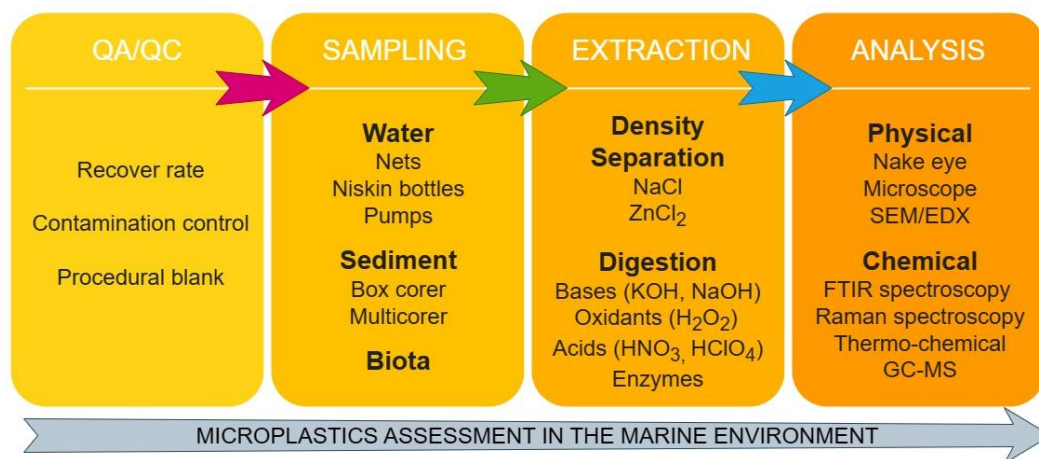 QA/QC
Recover rate
Contamination control
Procedural blank
SAMPLING
Water
Nets
Niskin bottles
Pumps
Sediment
Box corer
Multicorer
Biota
EXTRACTION
Density
Separation
NaCl
ZnCl₂
Digestion
Bases (KOH, NaOH)
Oxidants (H₂O₂)
Acids (HNO₃, HClO₄)
Enzymes
ANALYSIS
Physical
Nake eye
Microscope
SEM/EDX
Chemical
FTIR spectroscopy
Raman spectroscopy
Thermo-chemical
GC-MS
MICROPLASTICS ASSESSMENT IN THE MARINE ENVIRONMENT